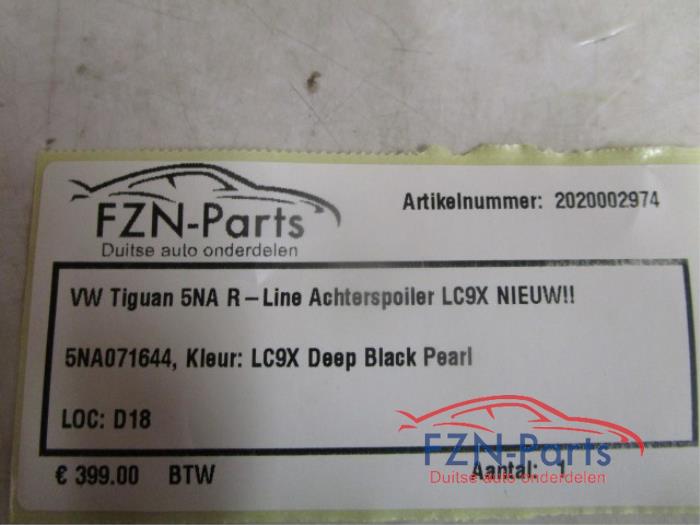 FZN-Parts
Duitse auto onderdelen
Artikelnummer: 2020002974
VW Tiguan 5NA R-Line Achterspoiler LC9X NIEUW!!
5NA071644, Kleur: LC9X Deep Black Pearl
LOC: D18
€ 399.00 BTW
Aantal: 1
FZN-Parts
Duitse auto onderdelen